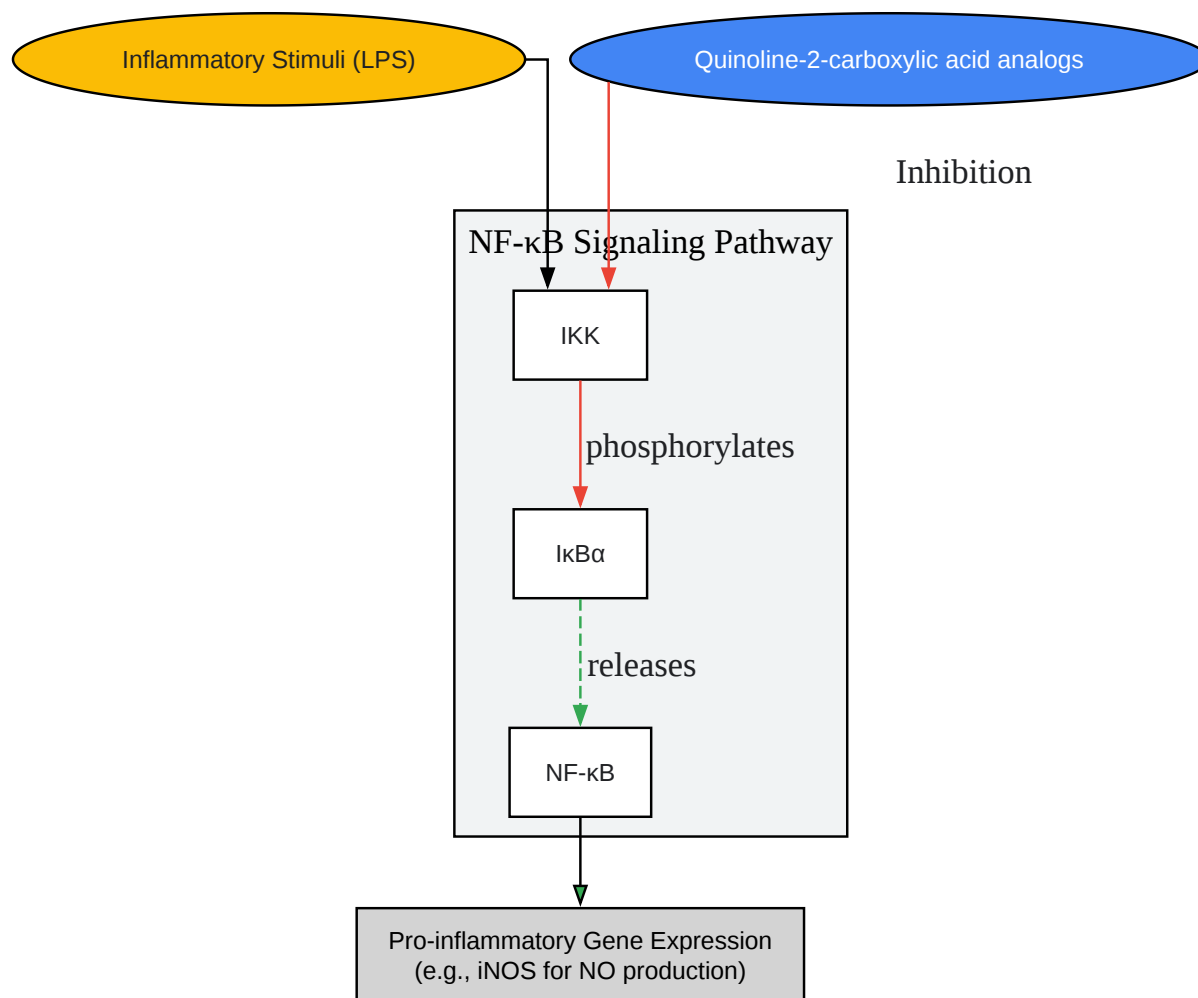 Inflammatory Stimuli (LPS)
Quinoline-2-carboxylic acid analogs
Inhibition
NF-κB Signaling Pathway
IKK
phosphorylates
IκBα
releases
NF-κB
Pro-inflammatory Gene Expression
(e.g., iNOS for NO production)